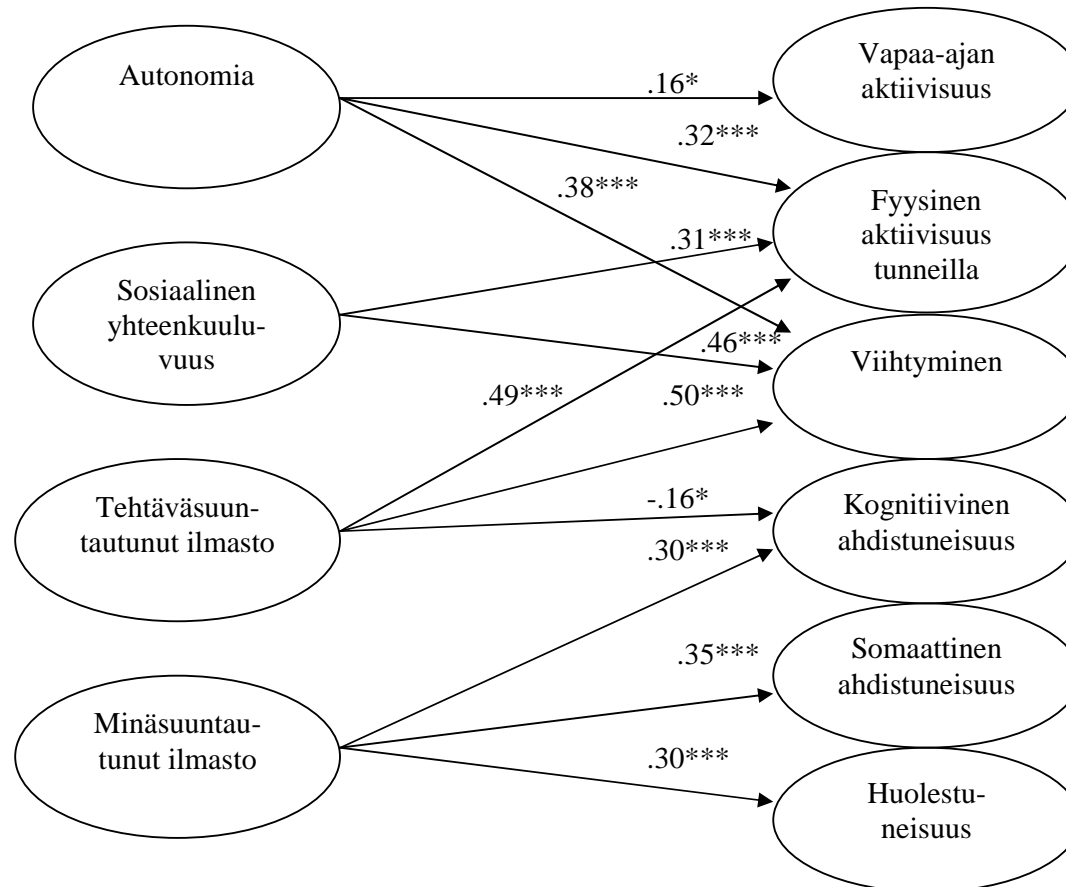 Autonomia
Vapaa-ajan
aktiivisuus
.16*
.32***
.38***
Fyysinen
aktiivisuus
tunneilla
Sosiaalinen
yhteenkuulu-
vuus
.31***
.46***
Viihtyminen
.49***
.50***
Tehtäväsuun-
tautunut ilmasto
-.16*
.30***
Kognitiivinen
ahdistuneisuus
Minäsuuntau-
tunut ilmasto
.35***
Somaattinen
ahdistuneisuus
.30***
Huolestu-
neisuus